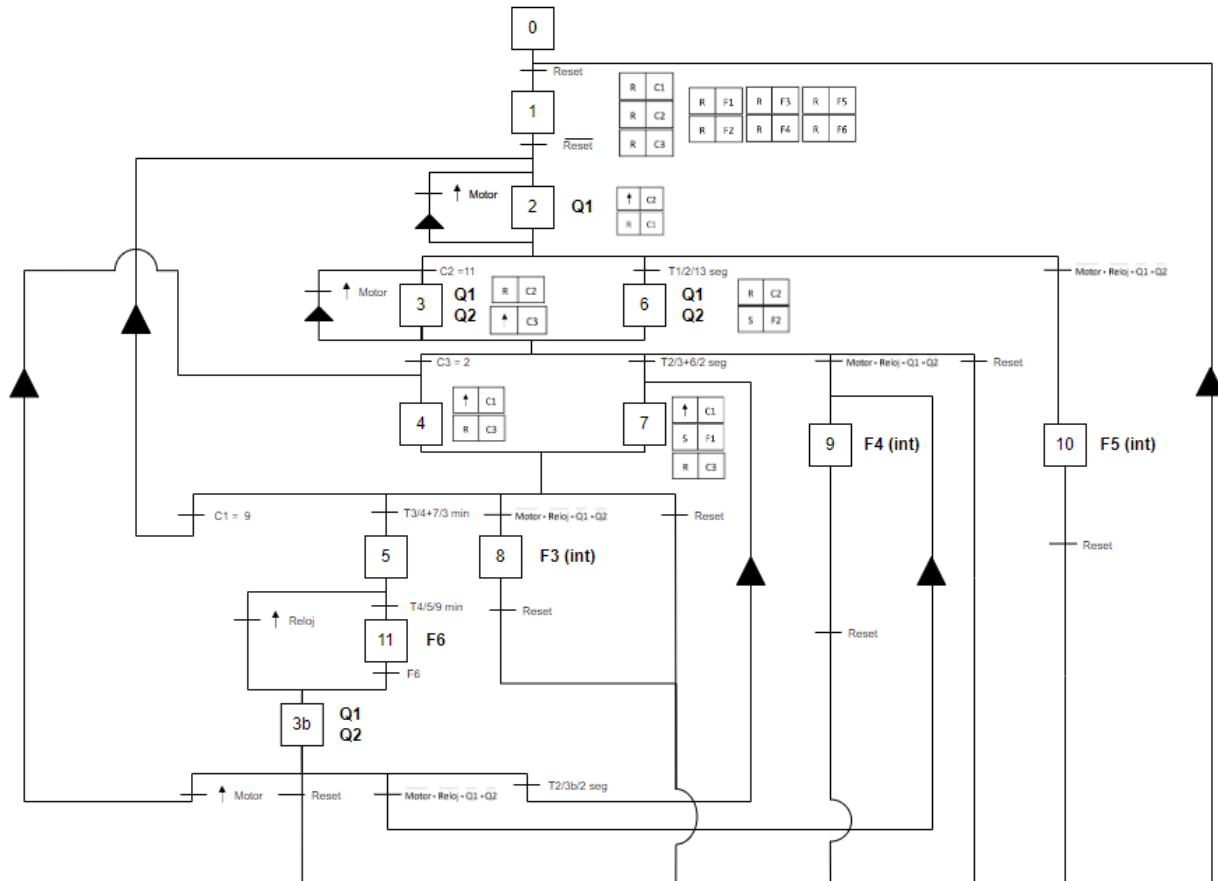 0
Reset
R C1
R F1 R F3 R F5
1
R C2
R F2 R F4 R F6
R C3
Reset
↑ Motor
2
Q1
↑ C2
R C1
C2 =11
T1/2/13 seg
Motor • Reloj • Q1 • Q2
↑ Motor
3
Q1
Q2
R C2
↑ C3
6
Q1
Q2
R C2
S F2
C3 = 2
T2/3+6/2 seg
Motor • Reloj • Q1 • Q2
Reset
4
↑ C1
R C3
7
↑ C1
S F1
R C3
9
F4 (int)
10
F5 (int)
C1 = 9
T3/4+7/3 min
Motor • Reloj • Q1 • Q2
Reset
5
8
F3 (int)
Reset
T4/5/9 min
Reset
↑ Reloj
11
F6
Reset
F6
3b
Q1
Q2
T2/3b/2 seg
↑ Motor
Reset
Motor • Reloj • Q1 • Q2